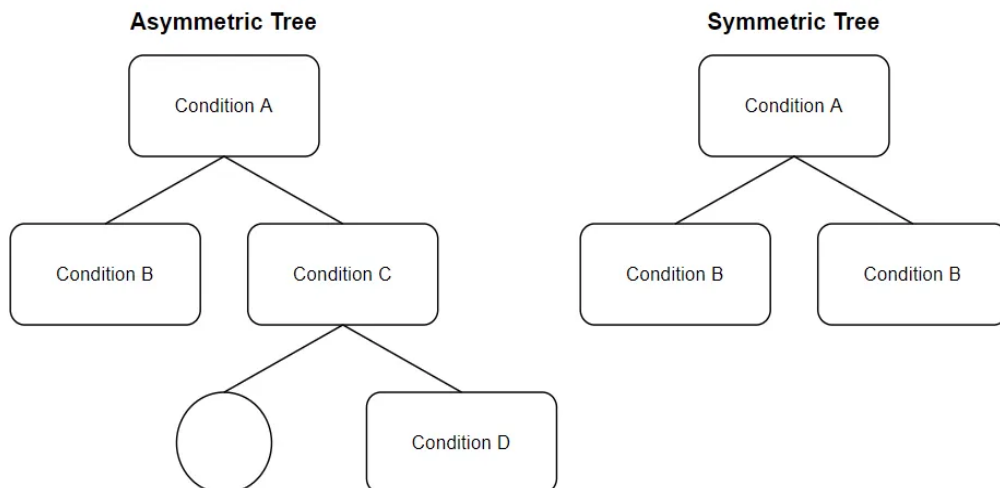 Asymmetric Tree
Condition A
Condition B
Condition C
Condition D
Symmetric Tree
Condition A
Condition B
Condition B